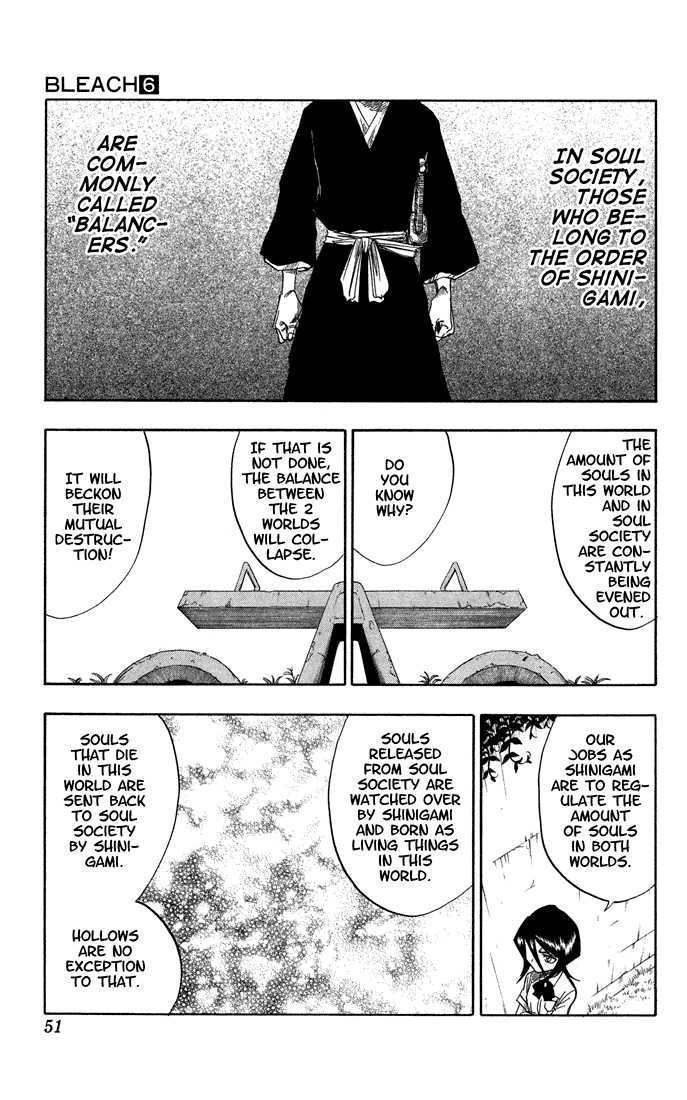 BLEACH 6
IN SOUL
SOCIETY,
THOSE
WHO BE-
LONG TO
THE ORDER
OF SHINI-
GAMI,
ARE
COM-
MONLY
CALLED
"BALANC-
ERS."
THE
AMOUNT OF
SOULS IN
THIS WORLD
AND IN
SOUL
SOCIETY
ARE CON-
STANTLY
BEING
EVENED
OUT.
DO
YOU
KNOW
WHY?
IF THAT IS
NOT DONE,
THE BALANCE
BETWEEN
THE 2
WORLDS
WILL COL-
LAPSE.
IT WILL
BECKON
THEIR
MUTUAL
DESTRUC-
TION!
OUR
JOBS AS
SHINIGAMI
ARE TO REG-
ULATE THE
AMOUNT
OF SOULS
IN BOTH
WORLDS.
SOULS
RELEASED
FROM SOUL
SOCIETY ARE
WATCHED OVER
BY SHINIGAMI
AND BORN AS
LIVING THINGS
IN THIS
WORLD.
SOULS
THAT DIE
IN THIS
WORLD ARE
SENT BACK
TO SOUL
SOCIETY
BY SHINI-
GAMI.
HOLLOWS
ARE NO
EXCEPTION
TO THAT.
51